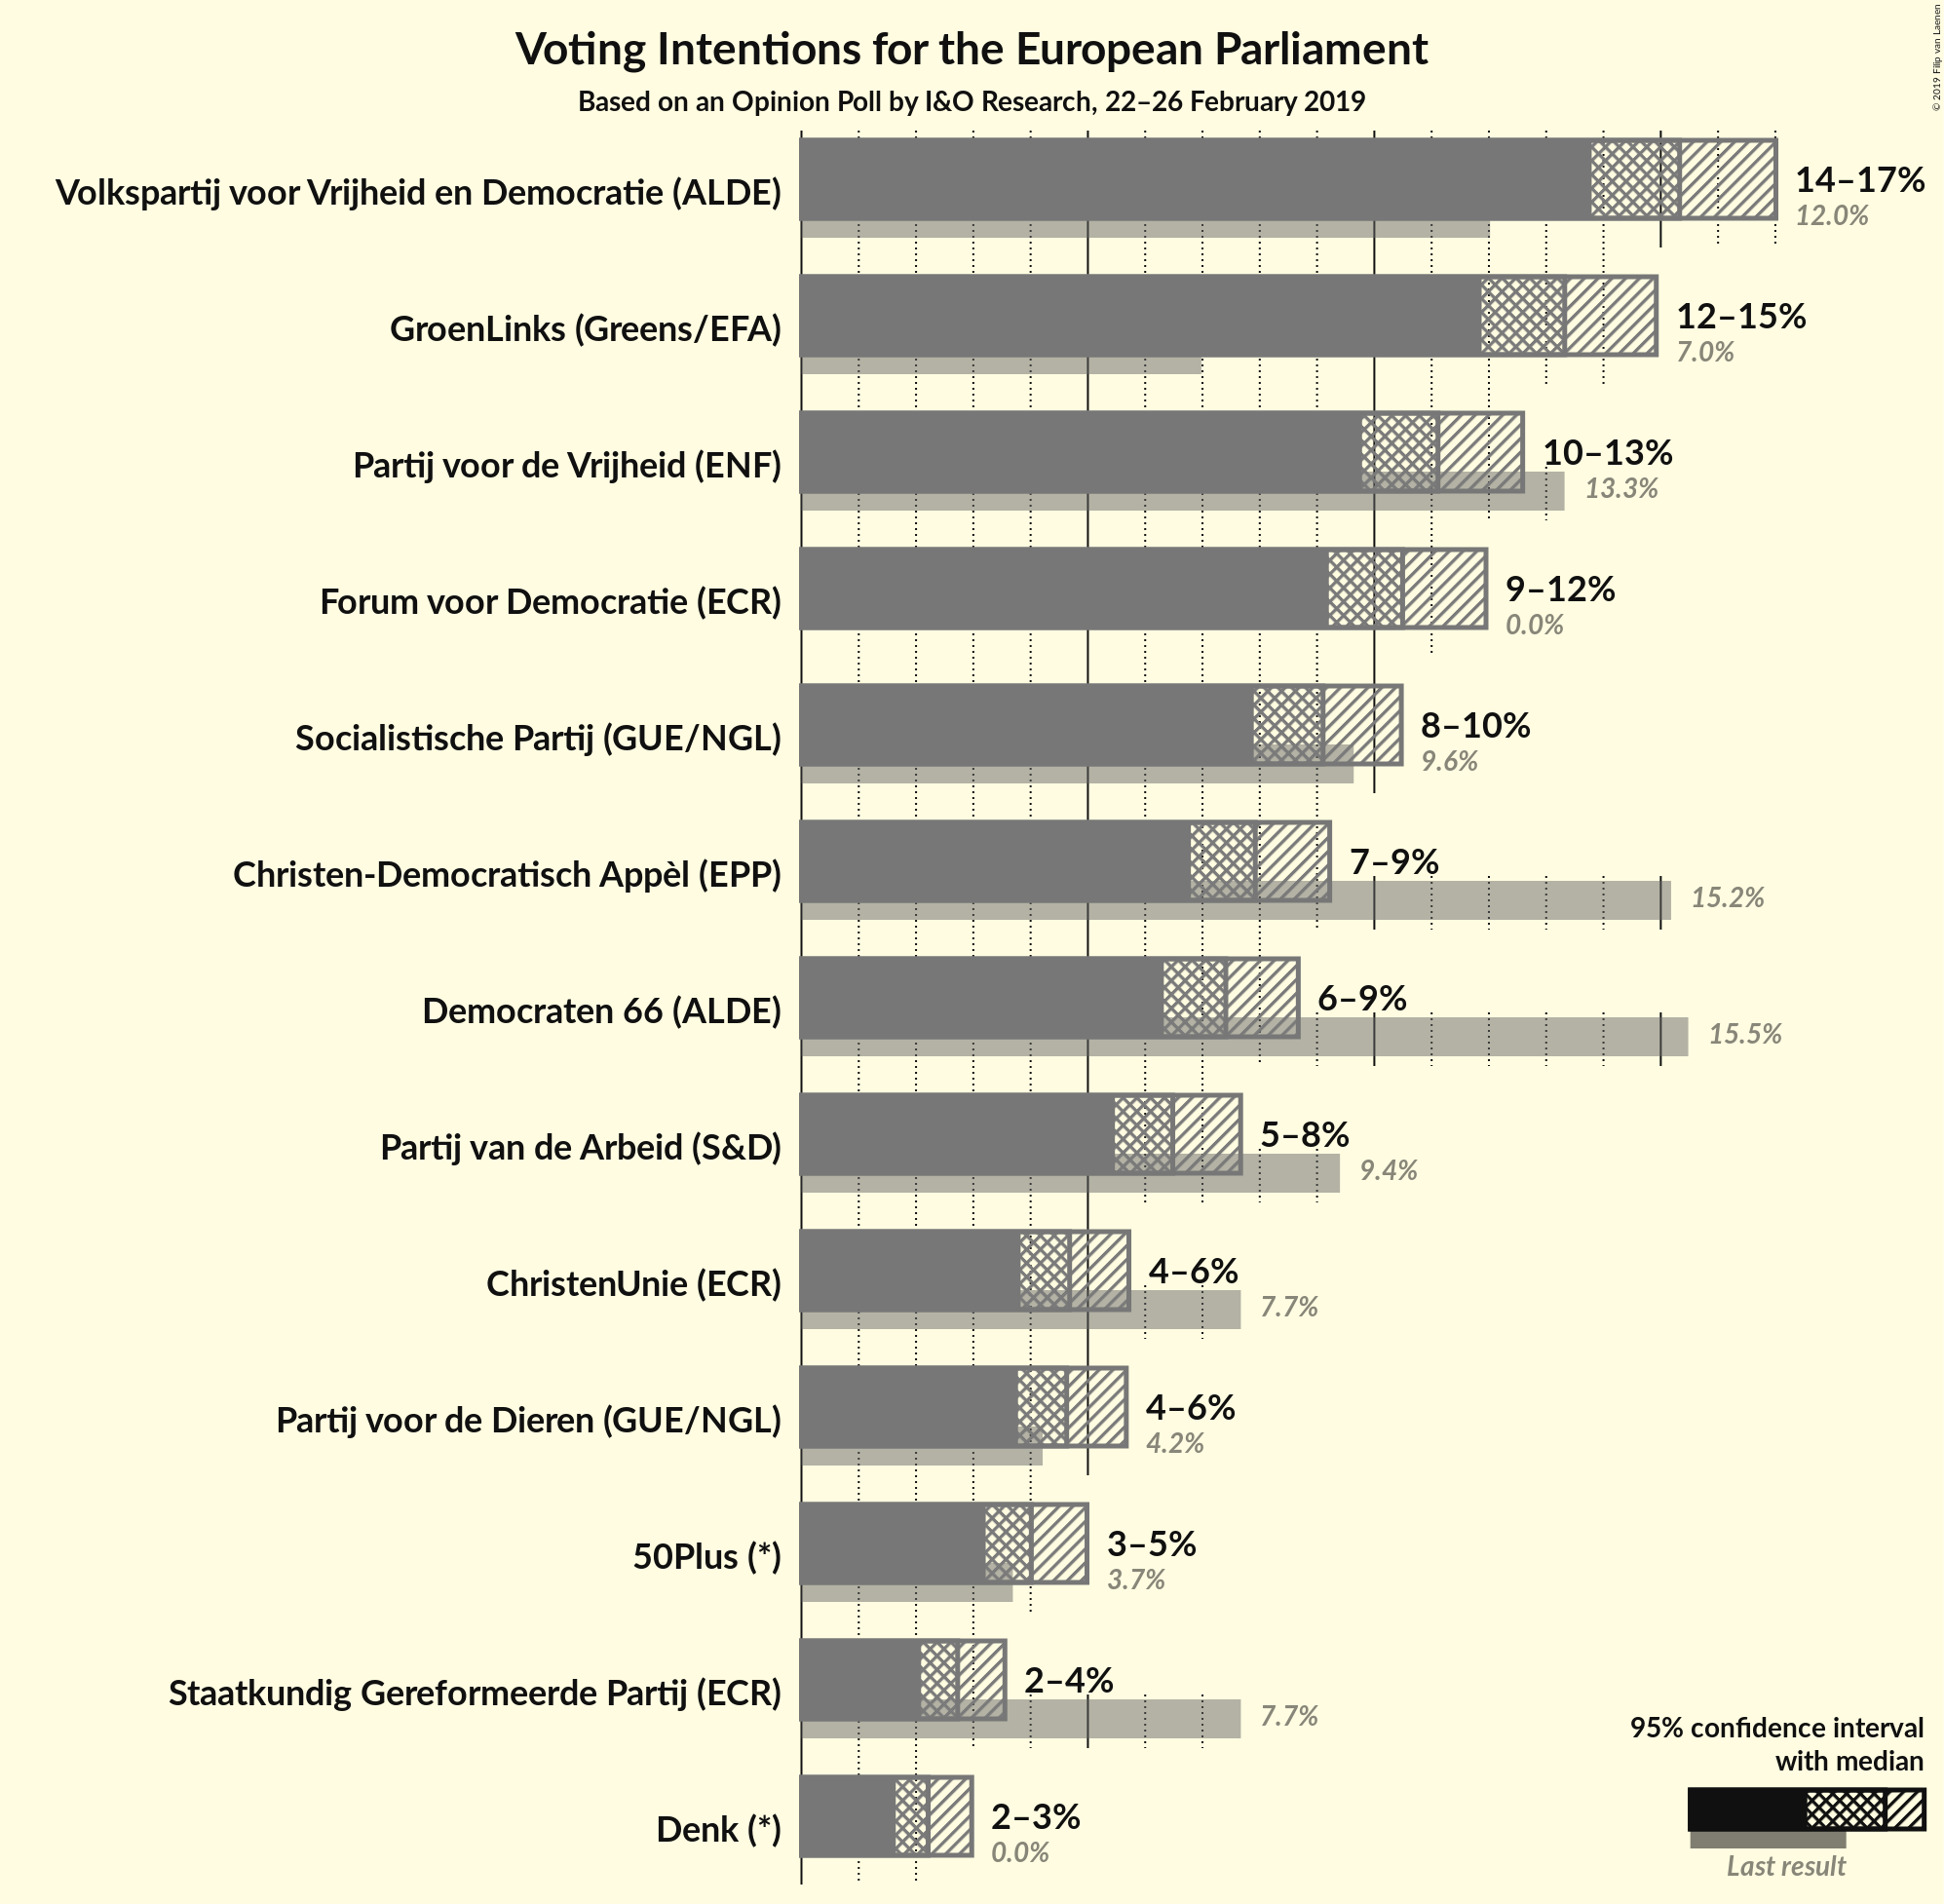 Voting Intentions for the European Parliament
Based on an Opinion Poll by I&O Research, 22–26 February 2019
© 2019 Filip van Laenen
Volkspartij voor Vrijheid en Democratie (ALDE)
14–17%
12.0%
GroenLinks (Greens/EFA)
12–15%
7.0%
Partij voor de Vrijheid (ENF)
10–13%
13.3%
Forum voor Democratie (ECR)
9–12%
0.0%
Socialistische Partij (GUE/NGL)
8–10%
9.6%
Christen-Democratisch Appèl (EPP)
7–9%
15.2%
Democraten 66 (ALDE)
6–9%
15.5%
Partij van de Arbeid (S&D)
5–8%
9.4%
ChristenUnie (ECR)
4–6%
7.7%
Partij voor de Dieren (GUE/NGL)
4–6%
4.2%
50Plus (*)
3–5%
3.7%
Staatkundig Gereformeerde Partij (ECR)
2–4%
7.7%
Denk (*)
2–3%
0.0%
95% confidence interval
with median
Last result